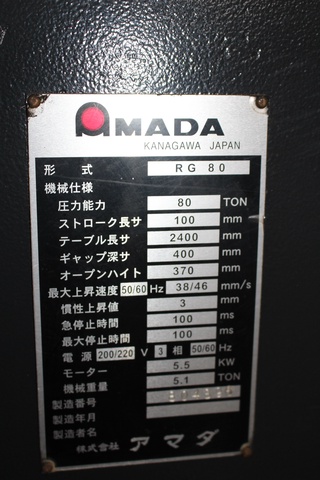 AMADA
KANAGAWA JAPAN
形式 RG 80
機械仕様
圧力能力 80 TON
ストローク長サ 100 mm
テーブル長サ 2400 mm
ギャップ深サ 400 mm
オープンハイト 370 mm
最大上昇速度 50/60 Hz 38/46 mm/s
慣性上昇値 3 mm
急停止時間 100 ms
最大停止時間 100 ms
電源 200/220 V 3 相 50/60 Hz
モーター 5.5 KW
機械重量 5.1 TON
製造番号
製造年月
製造者名
株式会社 アマダ